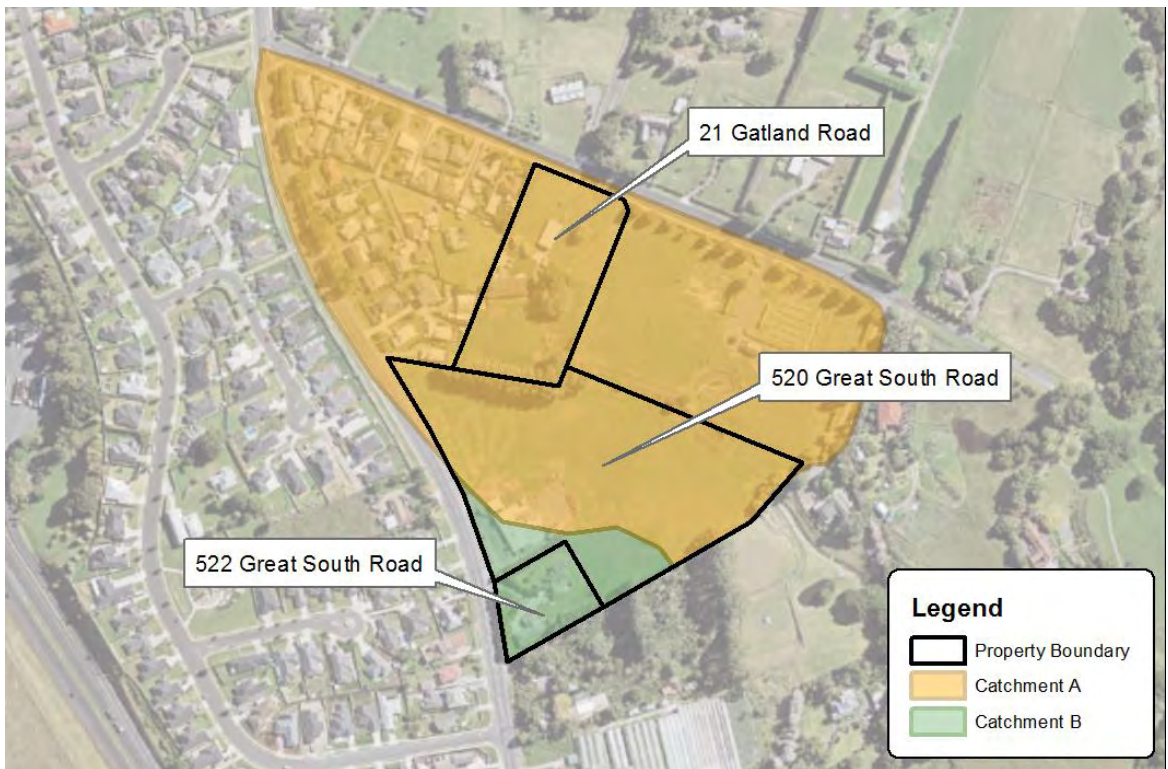 21 Gatland Road
520 Great South Road
522 Great South Road
Legend
Property Boundary
Catchment A
Catchment B